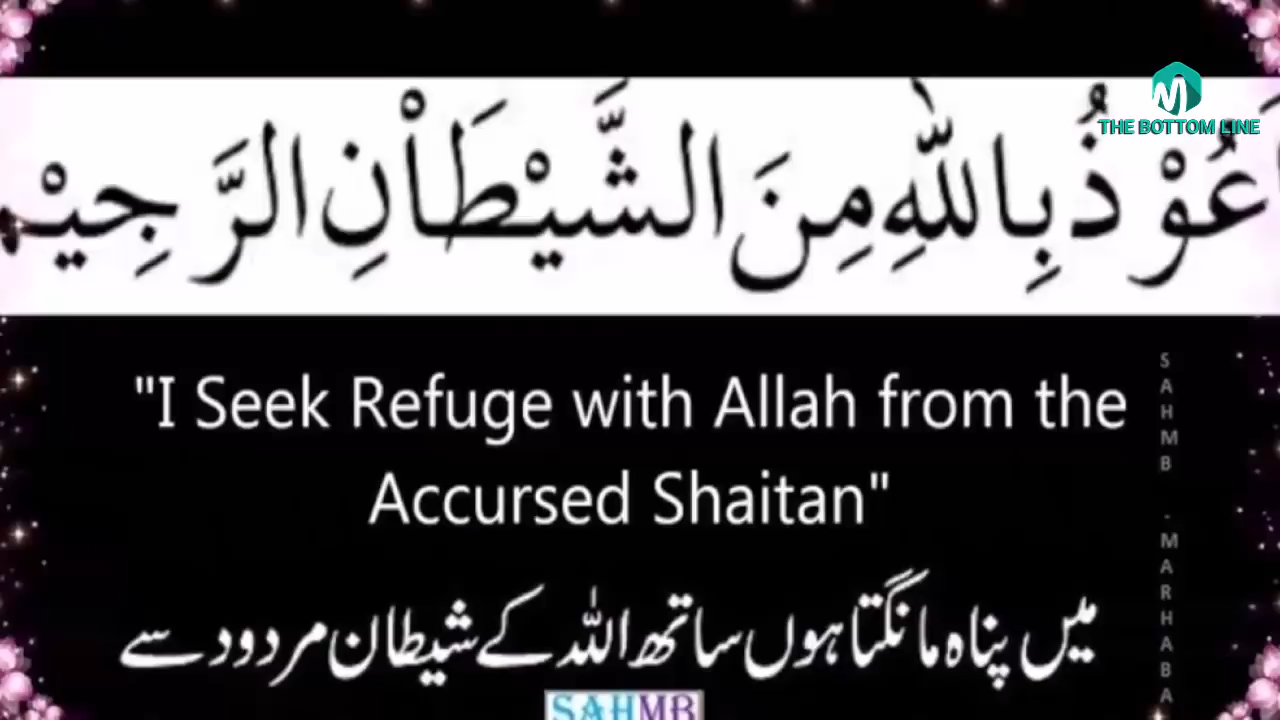 THE BOTTOM LINE
اَعُوْذُ بِاللّٰهِ مِنَ الشَّيْطَاْنِ الرَّجِيْم
"I Seek Refuge with Allah from the
Accursed Shaitan"
میں پناہ مانگتا ہوں ساتھ اللہ کے شیطان مردود سے
SAHMB - MARHABA
SAHMB